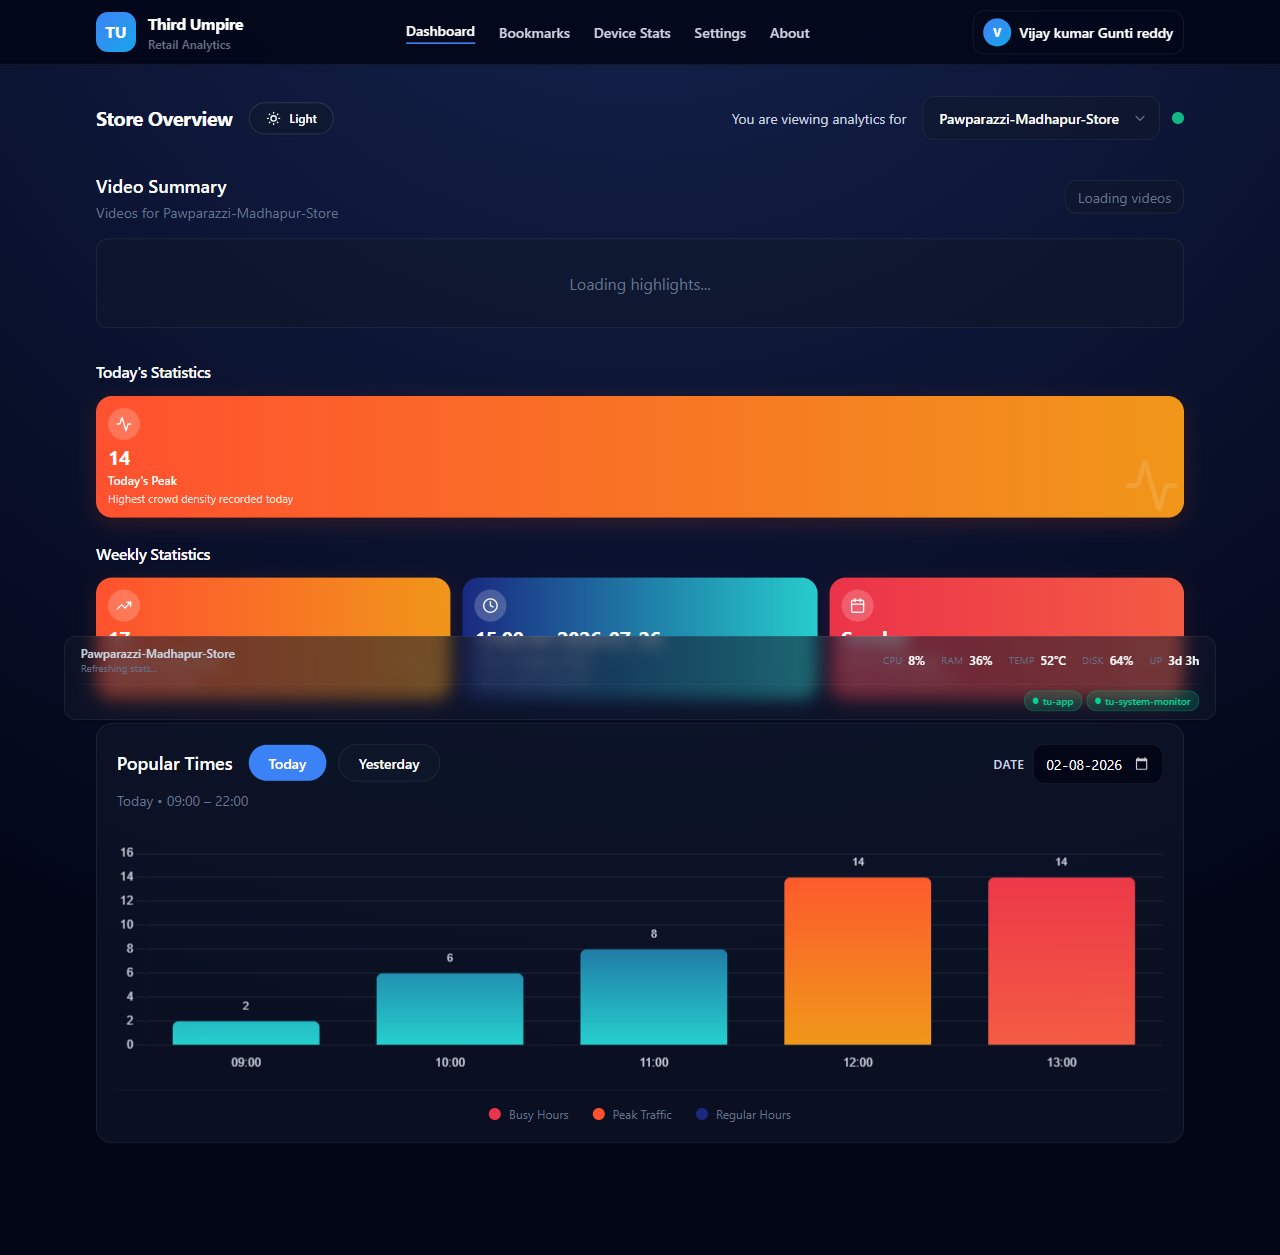 TU
Third Umpire
Retail Analytics
Dashboard
Bookmarks
Device Stats
Settings
About
V
Vijay kumar Gunti reddy
Store Overview
Light
You are viewing analytics for
Pawparazzi-Madhapur-Store
Video Summary
Videos for Pawparazzi-Madhapur-Store
Loading videos
Loading highlights...
Today's Statistics
14
Today's Peak
Highest crowd density recorded today
Weekly Statistics
Pawparazzi-Madhapur-Store
Refreshing stats...
CPU 8%
RAM 36%
TEMP 52°C
DISK 64%
UP 3d 3h
tu-app
tu-system-monitor
Popular Times
Today
Yesterday
DATE
02-08-2026
Today • 09:00 – 22:00
16
14
12
10
8
6
4
2
0
2
6
8
14
14
09:00
10:00
11:00
12:00
13:00
Busy Hours
Peak Traffic
Regular Hours